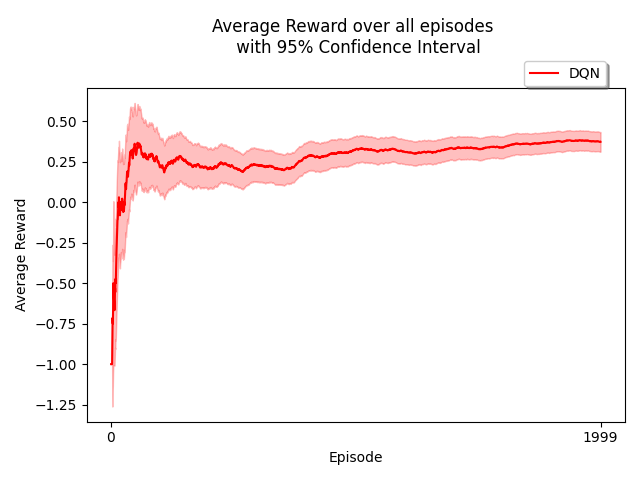 Average Reward over all episodes
with 95% Confidence Interval
DQN
0.50
0.25
0.00
−0.25
−0.50
−0.75
−1.00
−1.25
Average Reward
0
1999
Episode